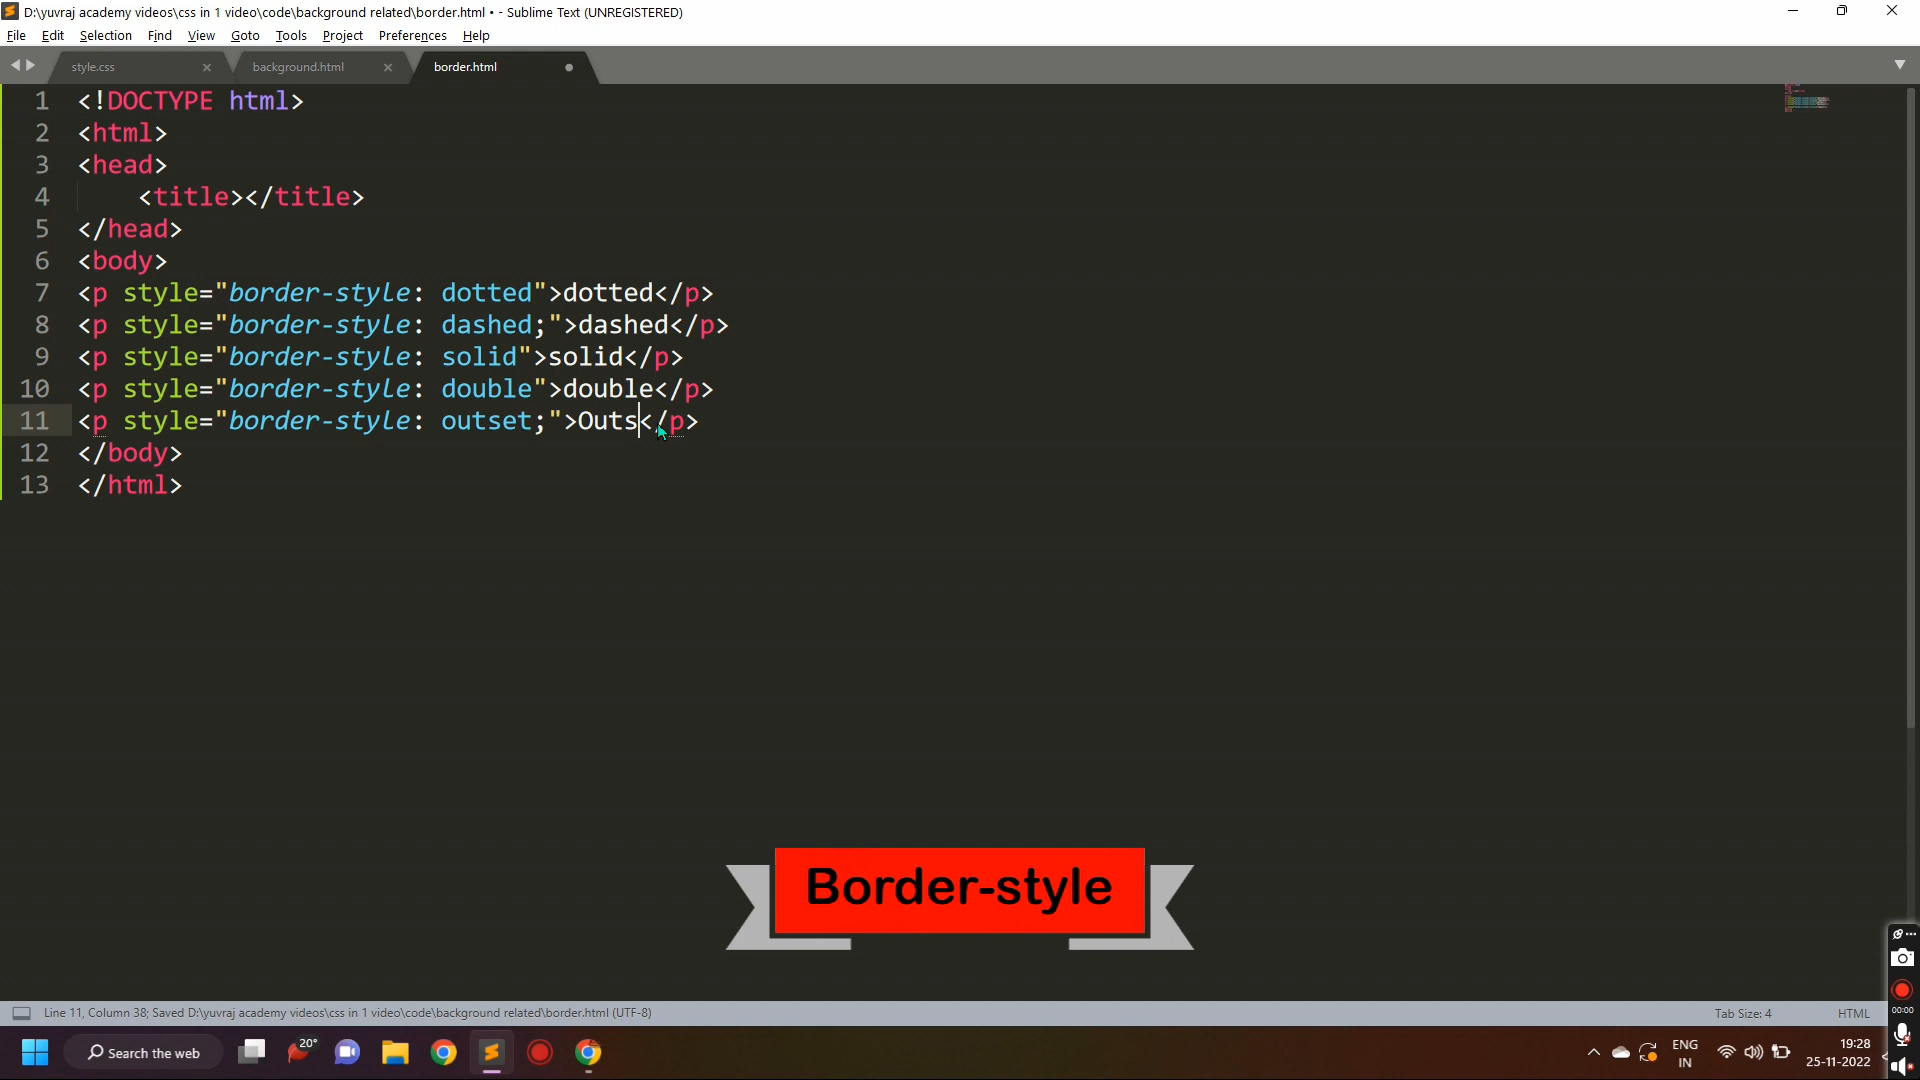 D:\yuvraj academy videos\css in 1 video\code\background related\border.html • - Sublime Text (UNREGISTERED)
File Edit Selection Find View Goto Tools Project Preferences Help
style.css background.html border.html
1 <!DOCTYPE html>
2 <html>
3 <head>
4 <title></title>
5 </head>
6 <body>
7 <p style="border-style: dotted">dotted</p>
8 <p style="border-style: dashed;">dashed</p>
9 <p style="border-style: solid">solid</p>
10 <p style="border-style: double">double</p>
11 <p style="border-style: outset;">Outs</p>
12 </body>
13 </html>
Border-style
00:00
Line 11, Column 38; Saved D:\yuvraj academy videos\css in 1 video\code\background related\border.html (UTF-8) Tab Size: 4 HTML
Search the web 20° ENG IN 19:28 25-11-2022